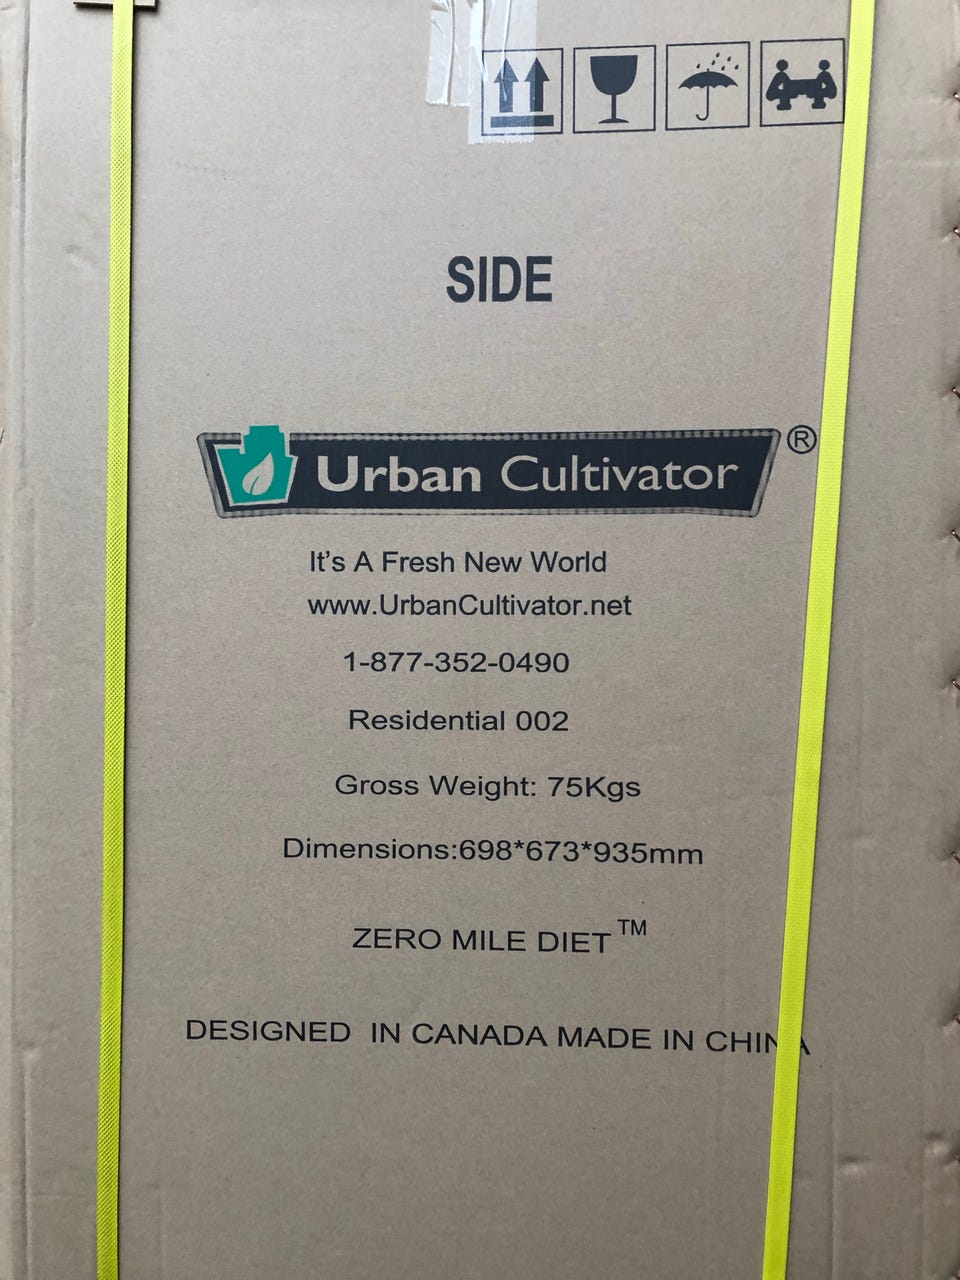 SIDE
Urban Cultivator ®
It's A Fresh New World
www.UrbanCultivator.net
1-877-352-0490
Residential 002
Gross Weight: 75Kgs
Dimensions:698*673*935mm
ZERO MILE DIET™
DESIGNED IN CANADA MADE IN CHINA